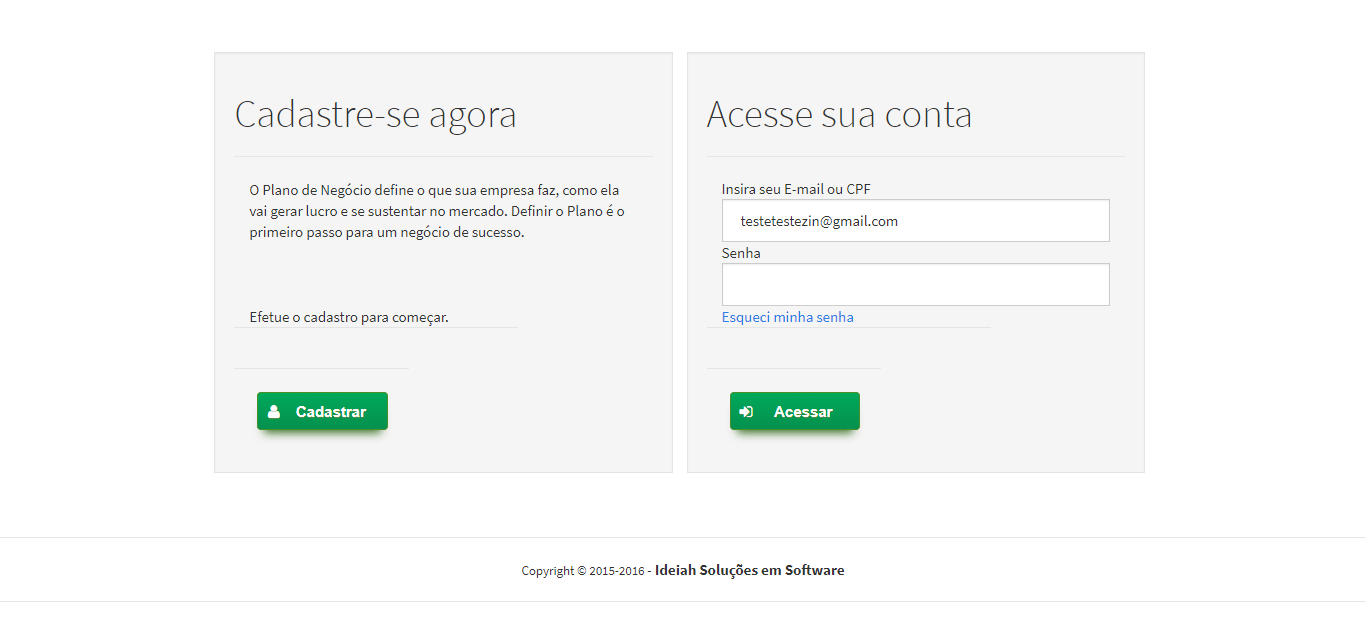 Cadastre-se agora
O Plano de Negócio define o que sua empresa faz, como ela
vai gerar lucro e se sustentar no mercado. Definir o Plano é o
primeiro passo para um negócio de sucesso.
Efetue o cadastro para começar.
Cadastrar
Acesse sua conta
Insira seu E-mail ou CPF
testetestezin@gmail.com
Senha
Esqueci minha senha
Acessar
Copyright © 2015-2016 - Ideiah Soluções em Software